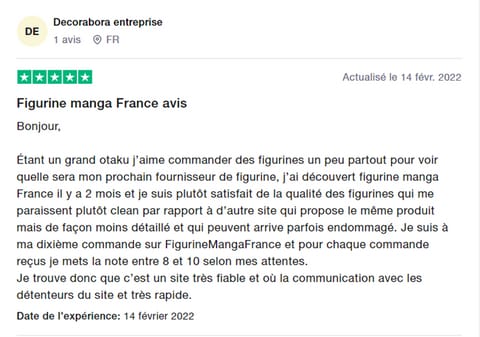 DE
Decorabora entreprise
1 avis FR
Actualisé le 14 févr. 2022
Figurine manga France avis
Bonjour,
Étant un grand otaku j'aime commander des figurines un peu partout pour voir
quelle sera mon prochain fournisseur de figurine, j'ai découvert figurine manga
France il y a 2 mois et je suis plutôt satisfait de la qualité des figurines qui me
paraissent plutôt clean par rapport à d'autre site qui propose le même produit
mais de façon moins détaillé et qui peuvent arrive parfois endommagé. Je suis à
ma dixième commande sur FigurineMangaFrance et pour chaque commande
reçus je mets la note entre 8 et 10 selon mes attentes.
Je trouve donc que c'est un site très fiable et où la communication avec les
détenteurs du site et très rapide.
Date de l'expérience: 14 février 2022